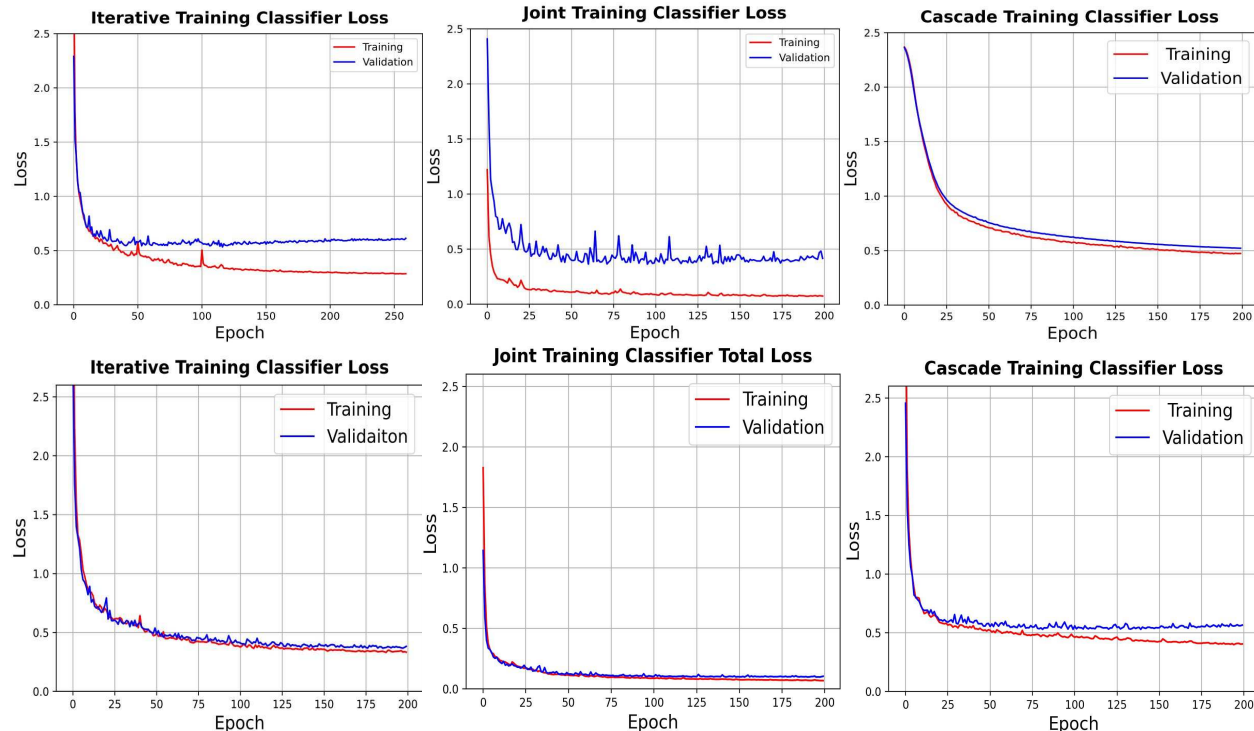 Iterative Training Classifier Loss
2.5
2.0
1.5
1.0
0.5
0.0
Loss
Training
Validation
0 50 100 150 200 250
Epoch
Joint Training Classifier Loss
2.5
2.0
1.5
1.0
0.5
0.0
Loss
Training
Validation
0 25 50 75 100 125 150 175 200
Epoch
Cascade Training Classifier Loss
2.5
2.0
1.5
1.0
0.5
0.0
Loss
Training
Validation
0 25 50 75 100 125 150 175 200
Epoch
Iterative Training Classifier Loss
2.5
2.0
1.5
1.0
0.5
0.0
Loss
Training
Validaiton
0 25 50 75 100 125 150 175 200
Epoch
Joint Training Classifier Total Loss
2.5
2.0
1.5
1.0
0.5
0.0
Loss
Training
Validation
0 25 50 75 100 125 150 175 200
Epoch
Cascade Training Classifier Loss
2.5
2.0
1.5
1.0
0.5
0.0
Loss
Training
Validation
0 25 50 75 100 125 150 175 200
Epoch